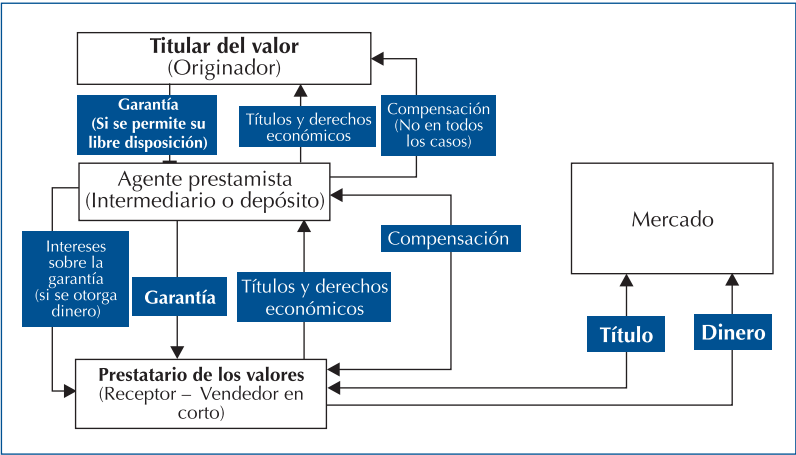 Titular del valor
(Originador)
Garantía
(Si se permite su
libre disposición)
Títulos y derechos
económicos
Compensación
(No en todos
los casos)
Agente prestamista
(Intermediario o depósito)
Mercado
Intereses
sobre la
garantía
(si se otorga
dinero)
Garantía
Títulos y derechos
económicos
Compensación
Título
Dinero
Prestatario de los valores
(Receptor – Vendedor en
corto)